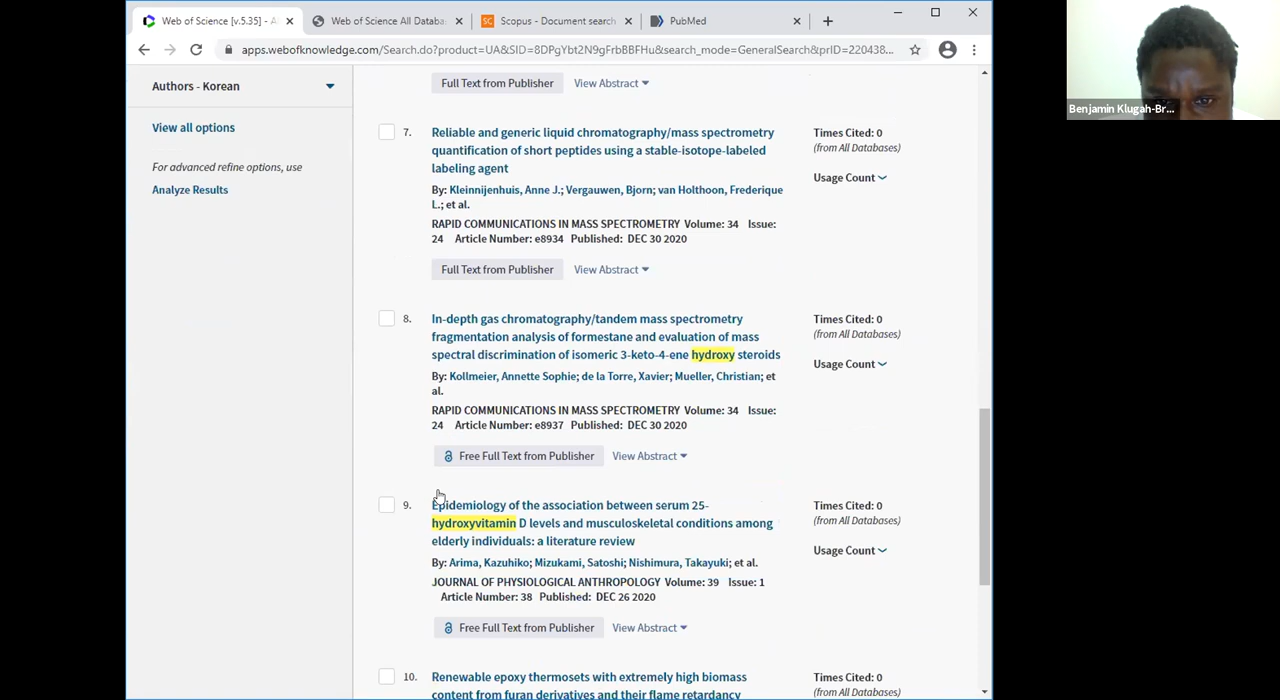 Web of Science [v.5.35] - A
Web of Science All Databa
Scopus - Document search
PubMed
apps.webofknowledge.com/Search.do?product=UA&SID=8DPgYbt2N9gFrbBBFHu&search_mode=GeneralSearch&prID=220438...
Benjamin Klugah-Br...
Authors - Korean
View all options
For advanced refine options, use
Analyze Results
Full Text from Publisher View Abstract
7. Reliable and generic liquid chromatography/mass spectrometry
quantification of short peptides using a stable-isotope-labeled
labeling agent
By: Kleinnijenhuis, Anne J.; Vergauwen, Bjorn; van Holthoon, Frederique
L.; et al.
RAPID COMMUNICATIONS IN MASS SPECTROMETRY Volume: 34 Issue:
24 Article Number: e8934 Published: DEC 30 2020
Full Text from Publisher View Abstract
Times Cited: 0
(from All Databases)
Usage Count
8. In-depth gas chromatography/tandem mass spectrometry
fragmentation analysis of formestane and evaluation of mass
spectral discrimination of isomeric 3-keto-4-ene hydroxy steroids
By: Kollmeier, Annette Sophie; de la Torre, Xavier; Mueller, Christian; et
al.
RAPID COMMUNICATIONS IN MASS SPECTROMETRY Volume: 34 Issue:
24 Article Number: e8937 Published: DEC 30 2020
Free Full Text from Publisher View Abstract
Times Cited: 0
(from All Databases)
Usage Count
9. Epidemiology of the association between serum 25-
hydroxyvitamin D levels and musculoskeletal conditions among
elderly individuals: a literature review
By: Arima, Kazuhiko; Mizukami, Satoshi; Nishimura, Takayuki; et al.
JOURNAL OF PHYSIOLOGICAL ANTHROPOLOGY Volume: 39 Issue: 1
Article Number: 38 Published: DEC 26 2020
Free Full Text from Publisher View Abstract
Times Cited: 0
(from All Databases)
Usage Count
10. Renewable epoxy thermosets with extremely high biomass
content from furan derivatives and their flame retardancy
Times Cited: 0
(from All Databases)